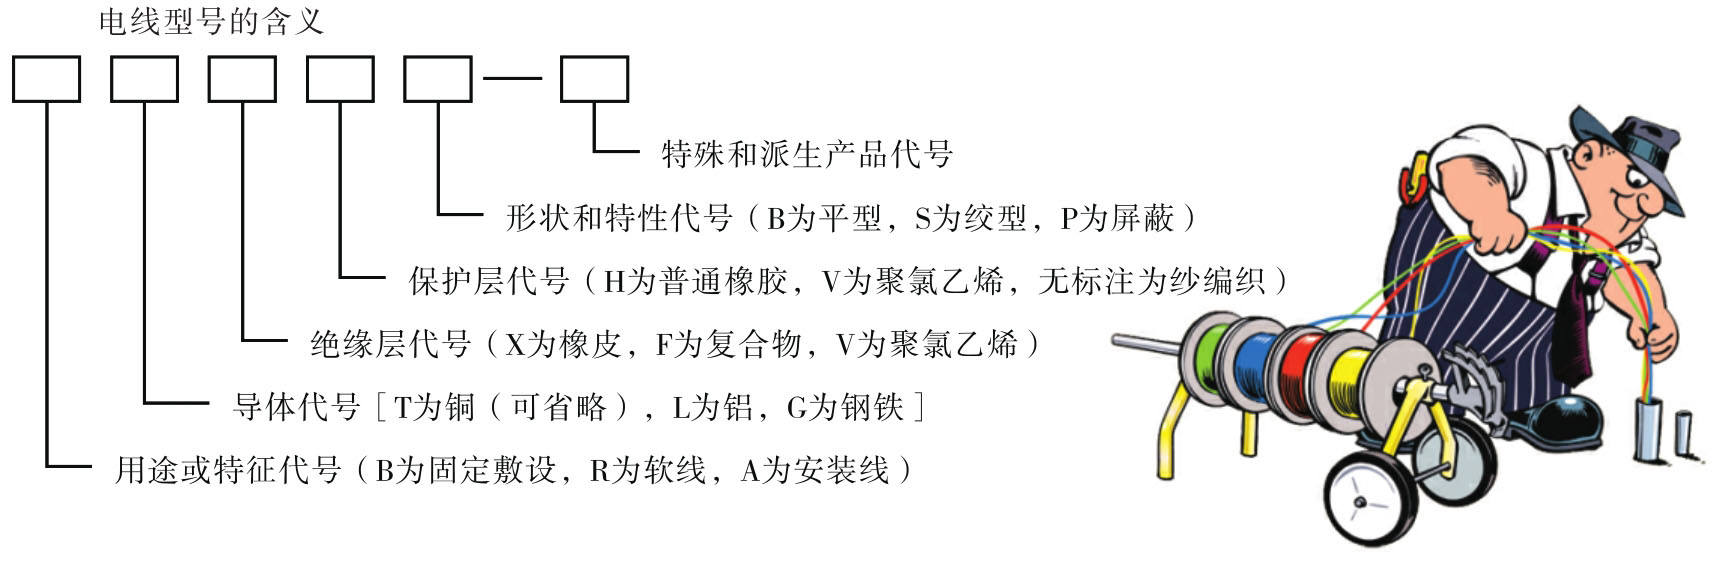 电线型号的含义
特殊和派生产品代号
形状和特性代号（B为平型，S为绞型，P为屏蔽）
保护层代号（H为普通橡胶，V为聚氯乙烯，无标注为纱编织）
绝缘层代号（X为橡皮，F为复合物，V为聚氯乙烯）
导体代号［T为铜（可省略），L为铝，G为钢铁］
用途或特征代号（B为固定敷设，R为软线，A为安装线）